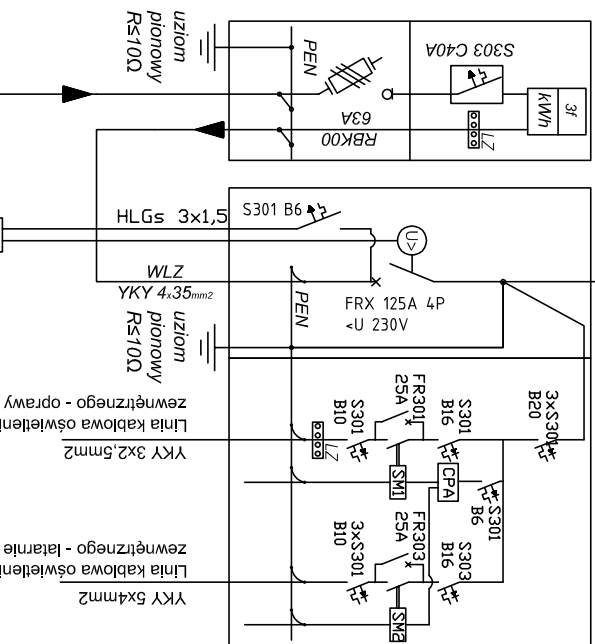 uziom
pionowy
R≤10Ω
PEN
63A
RBK00
S303 C40A
3f
kWh
LZ
HLGs 3x1,5
S301 B6
U>
WLZ
YKY 4x35mm2
FRX 125A 4P
<U 230V
PEN
uziom
pionowy
R≤10Ω
zewnętrznego - oprawy
Linia kablowa oświetleni
YKY 3x2,5mm2
LZ
S301
B10
FR301
25A
S301
B16
3xS301
B20
SM1
CPA
S301
B6
zewnętrznego - latarnie
Linia kablowa oświetleni
YKY 5x4mm2
3xS301
B10
FR303
25A
S303
B16
SM2